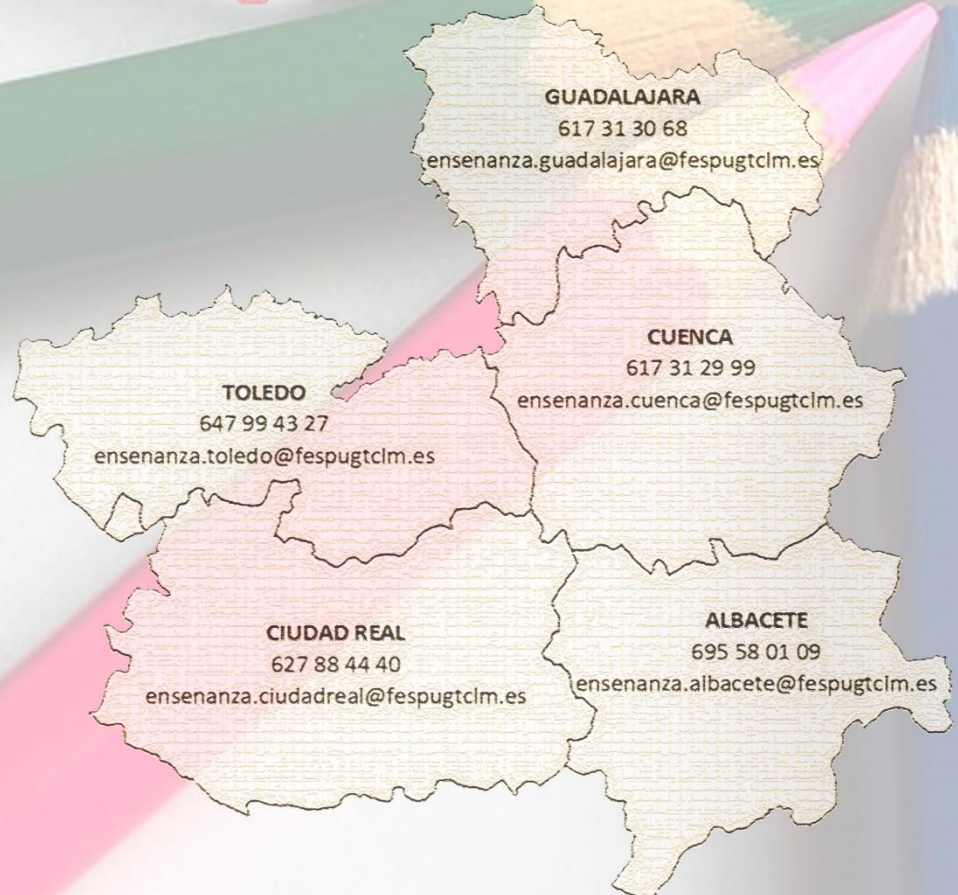 GUADALAJARA
617 31 30 68
ensenanza.guadalajara@fespugtclm.es
CUENCA
617 31 29 99
ensenanza.cuenca@fespugtclm.es
TOLEDO
647 99 43 27
ensenanza.toledo@fespugtclm.es
CIUDAD REAL
627 88 44 40
ensenanza.ciudadreal@fespugtclm.es
ALBACETE
695 58 01 09
ensenanza.albacete@fespugtclm.es